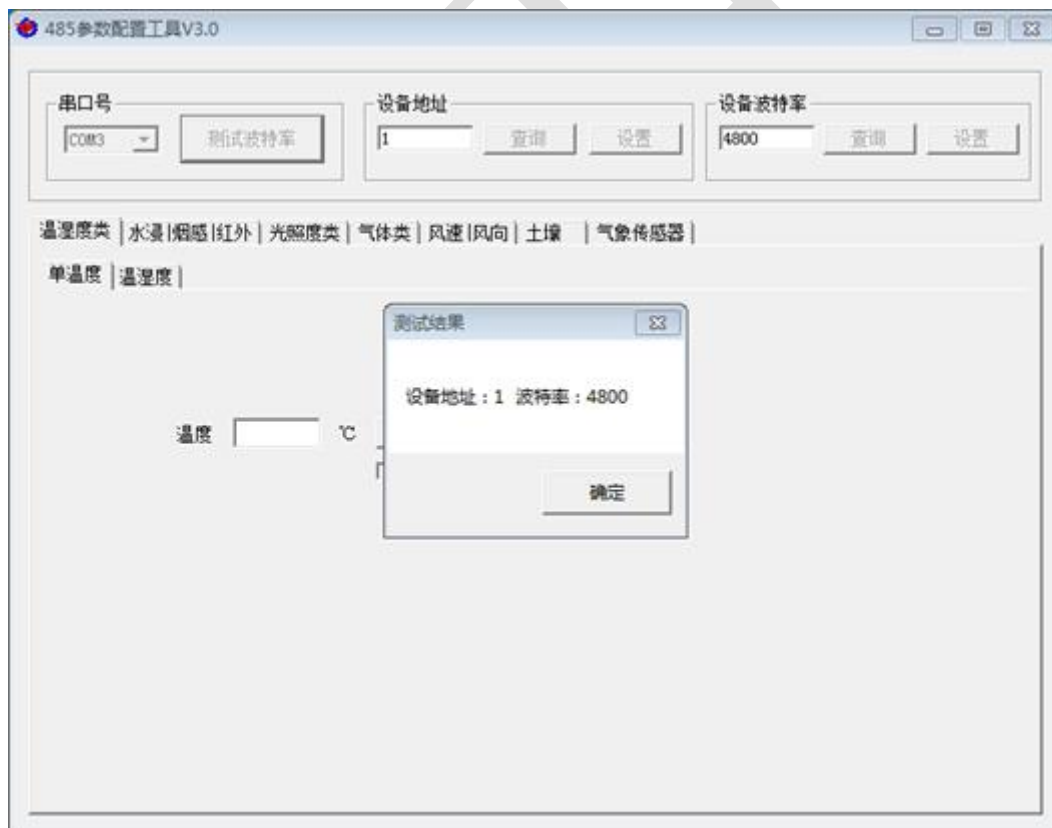 485参数配置工具V3.0
串口号 设备地址 设备波特率
COM3 测试波特率 1 查询 设置 4800 查询 设置
温湿度类 水浸|烟感|红外 光照度类 气体类 风速|风向 土壤 气象传感器
单温度 温湿度
测试结果
设备地址：1 波特率：4800
温度 ℃
确定